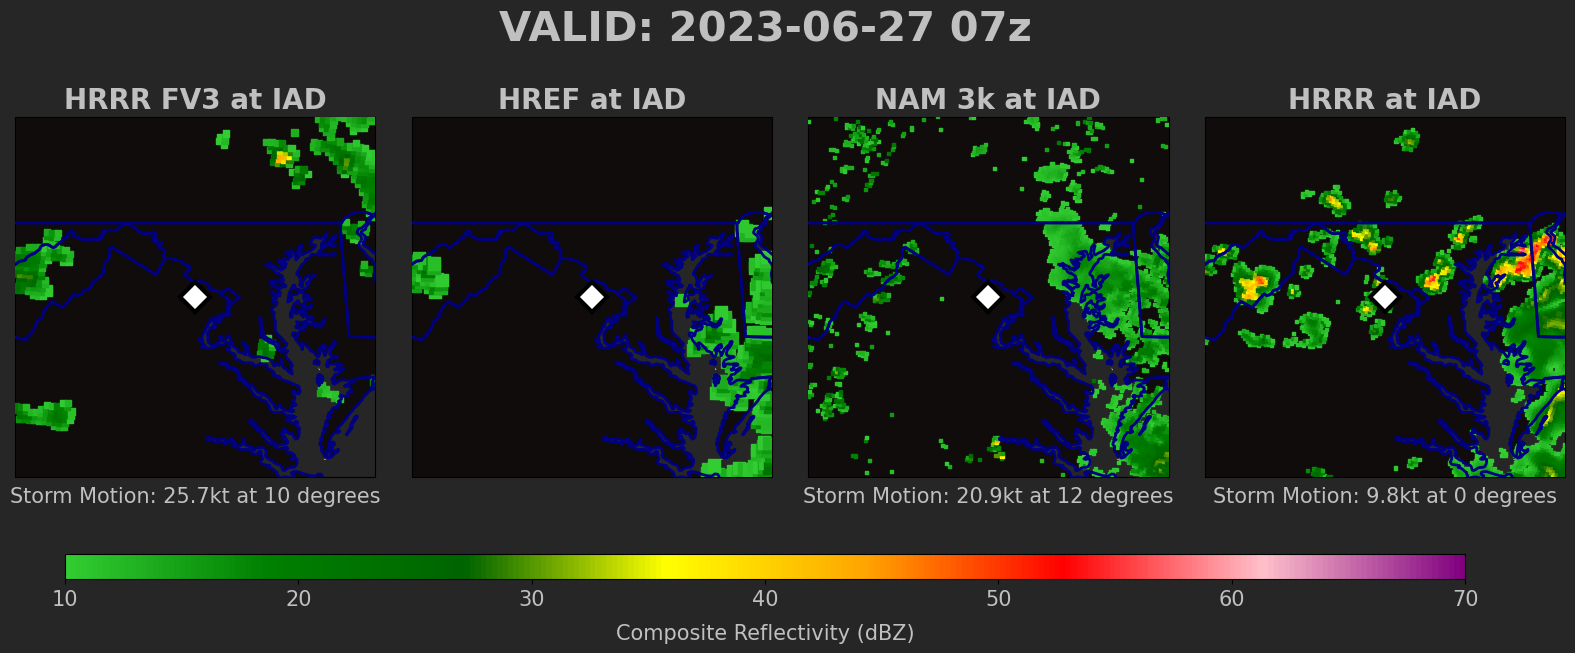 VALID: 2023-06-27 07z
HRRR FV3 at IAD
HREF at IAD
NAM 3k at IAD
HRRR at IAD
Storm Motion: 25.7kt at 10 degrees
Storm Motion: 20.9kt at 12 degrees
Storm Motion: 9.8kt at 0 degrees
10 20 30 40 50 60 70
Composite Reflectivity (dBZ)